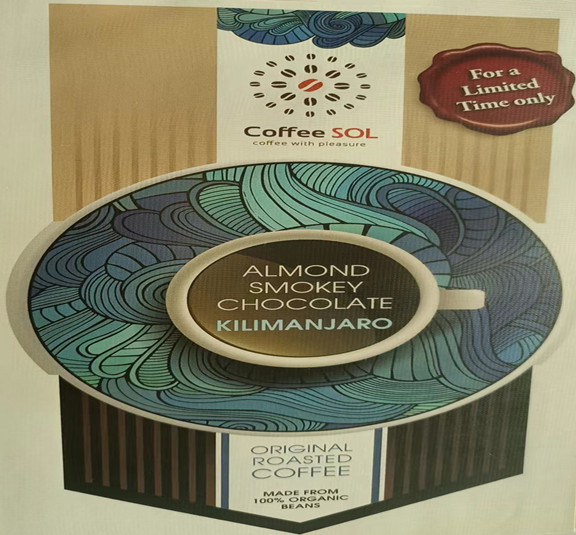 Coffee SOL
coffee with pleasure
For a
Limited
Time only
ALMOND
SMOKEY
CHOCOLATE
KILIMANJARO
ORIGINAL
ROASTED
COFFEE
MADE FROM
100% ORGANIC
BEANS